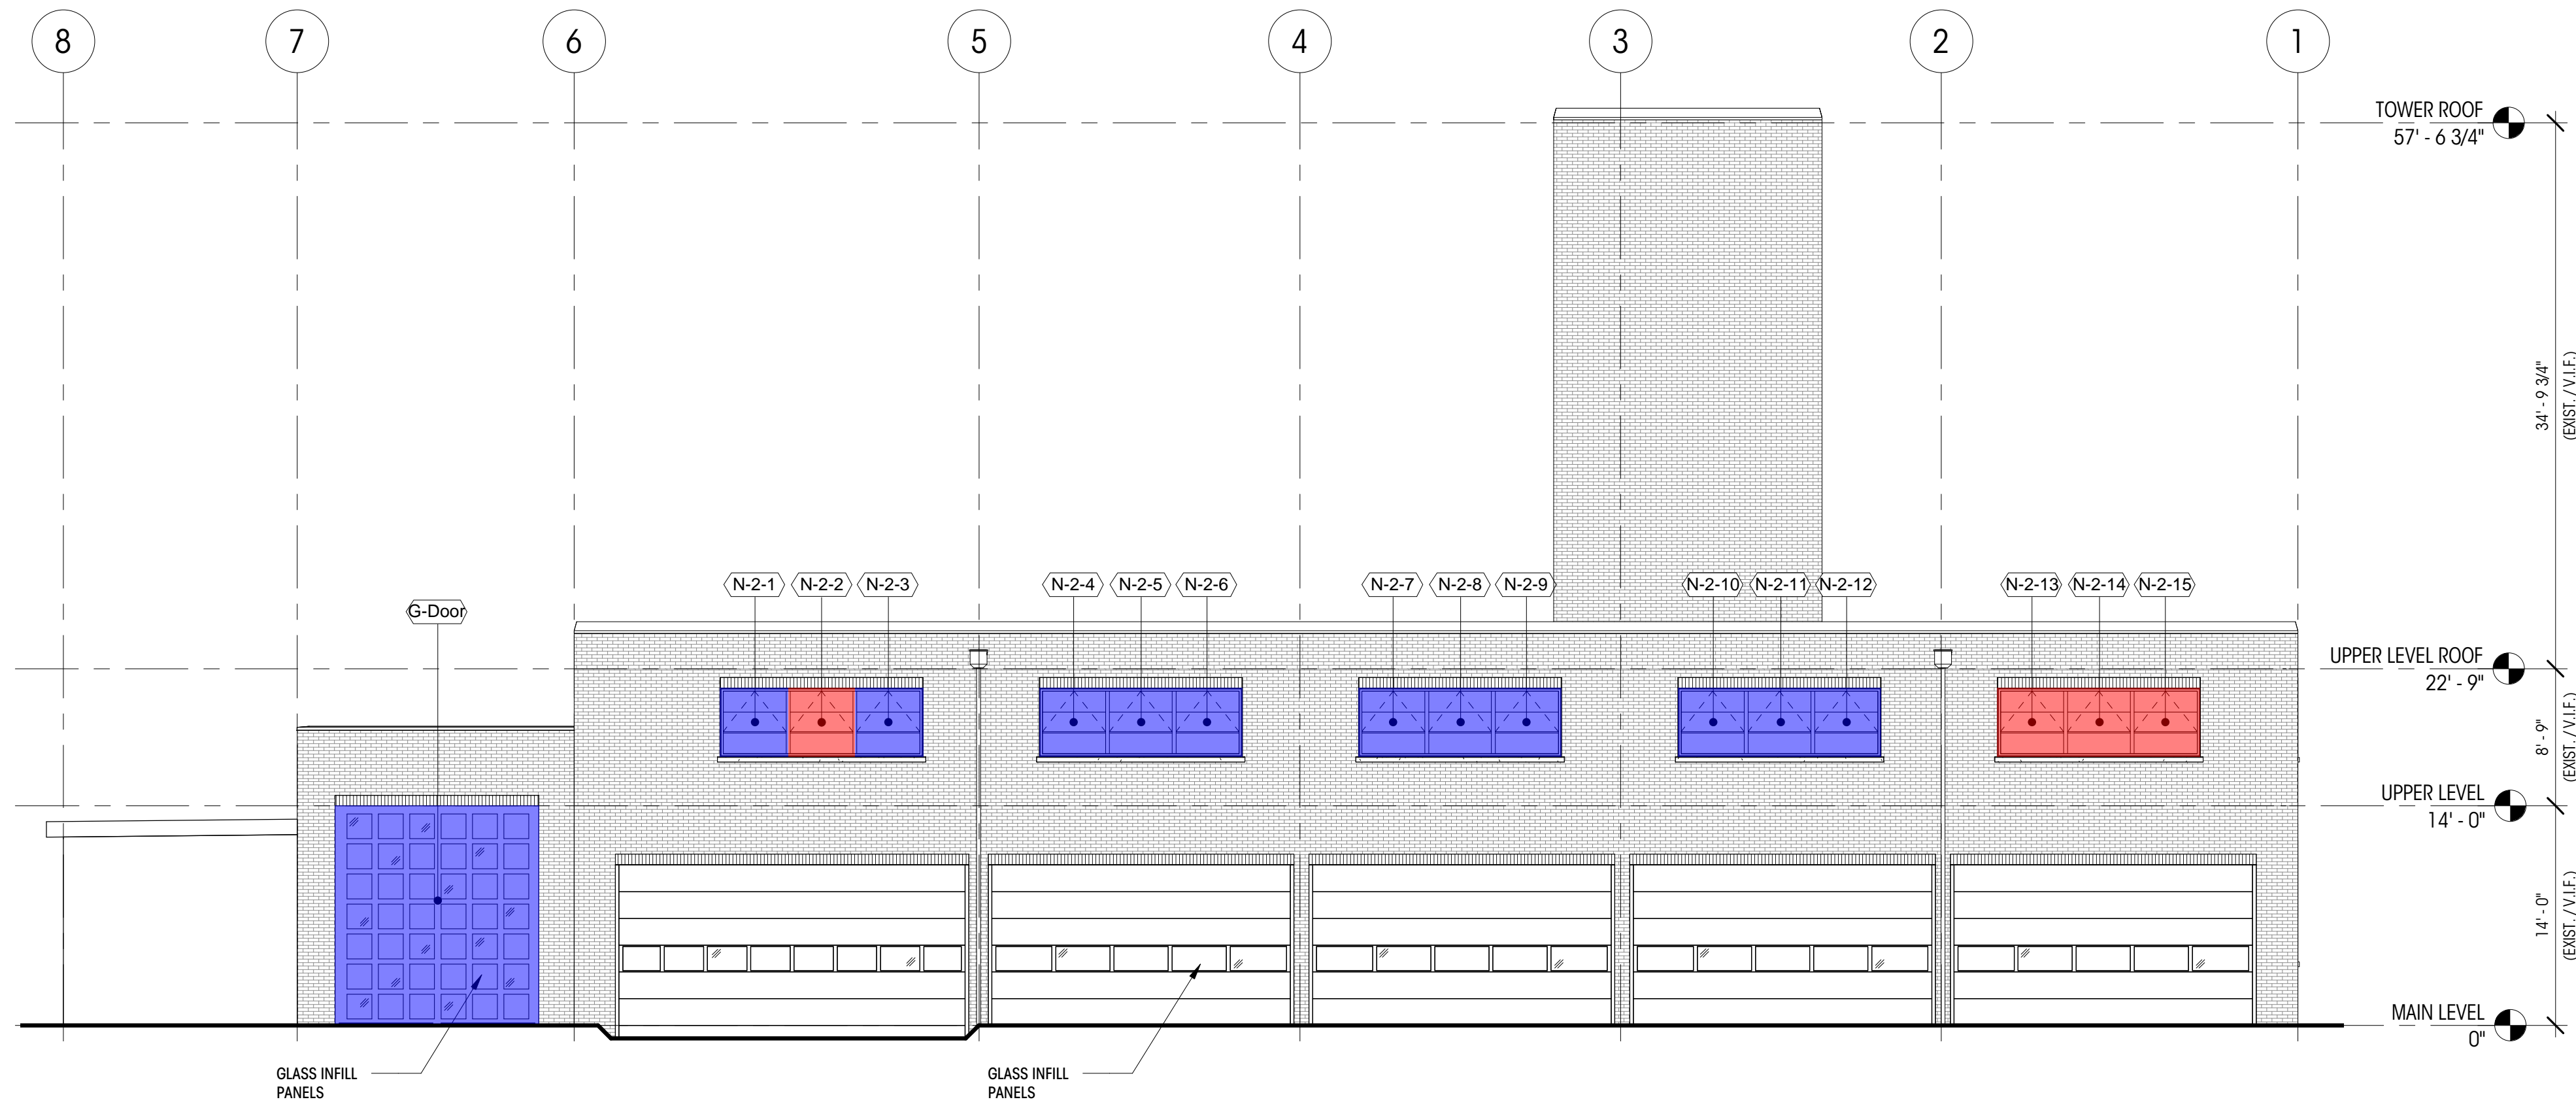 8 7 6 5 4 3 2 1
TOWER ROOF
57' - 6 3/4"
34' - 9 3/4"
(EXIST. / V.I.F.)
N-2-1 N-2-2 N-2-3 N-2-4 N-2-5 N-2-6 N-2-7 N-2-8 N-2-9 N-2-10 N-2-11 N-2-12 N-2-13 N-2-14 N-2-15
G-Door
UPPER LEVEL ROOF
22' - 9"
8' - 9"
(EXIST. / V.I.F.)
UPPER LEVEL
14' - 0"
14' - 0"
(EXIST. / V.I.F.)
MAIN LEVEL
0"
GLASS INFILL
PANELS
GLASS INFILL
PANELS